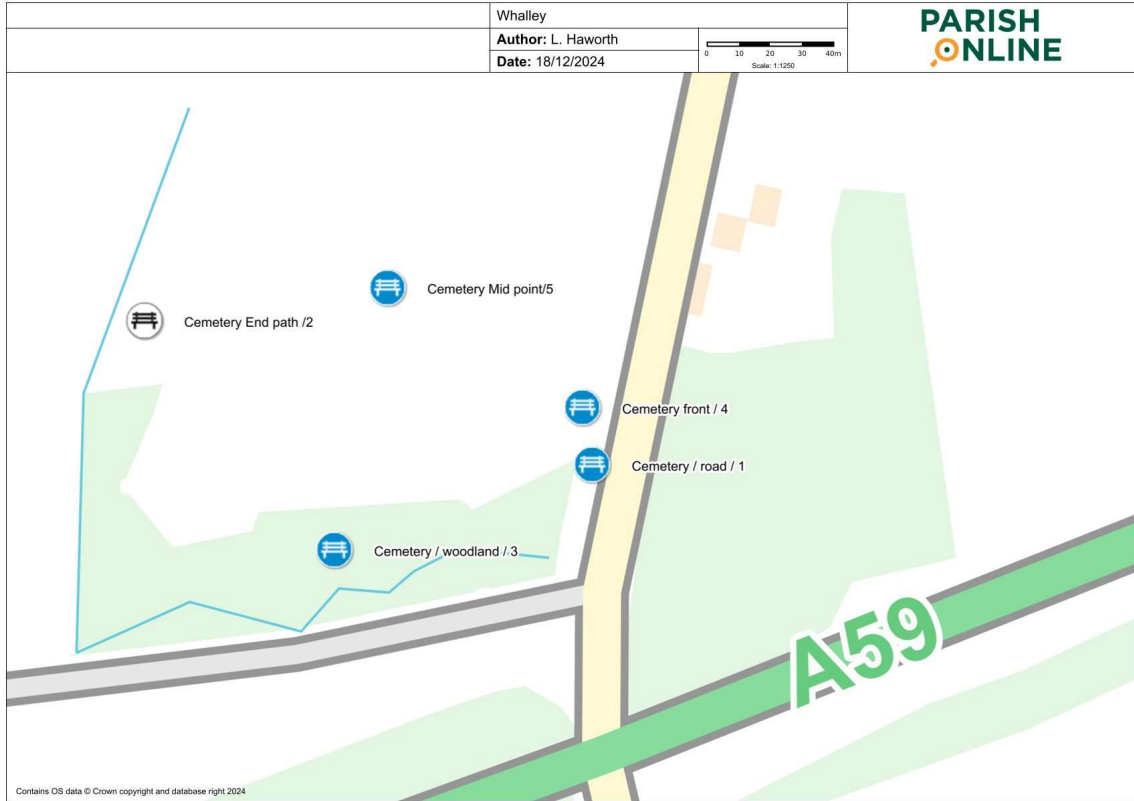 Whalley
Author: L. Haworth
Date: 18/12/2024
0 10 20 30 40m
Scale: 1:1250
PARISH
ONLINE
Cemetery Mid point/5
Cemetery End path /2
Cemetery front / 4
Cemetery / road / 1
Cemetery / woodland / 3
A59
Contains OS data © Crown copyright and database right 2024